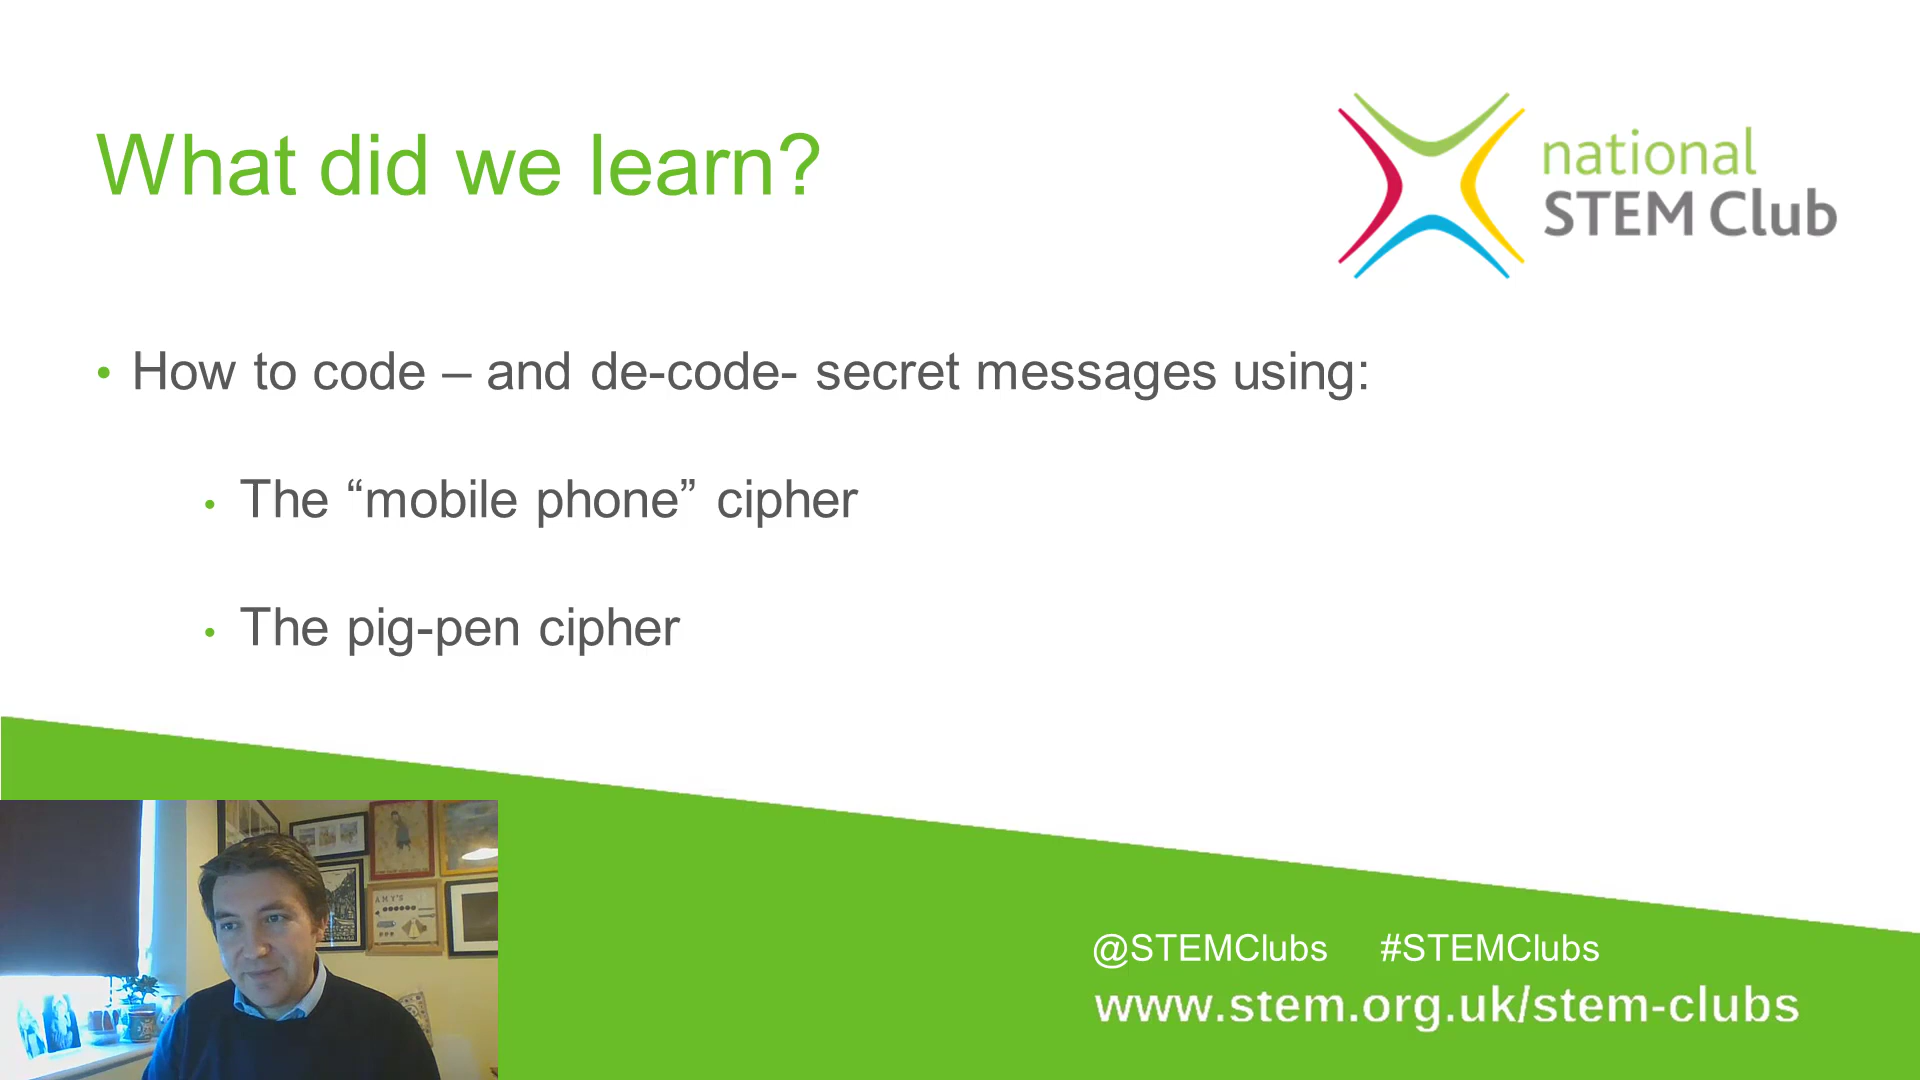 What did we learn?
national
STEM Club
• How to code – and de-code- secret messages using:
• The “mobile phone” cipher
• The pig-pen cipher
AMY'S
@STEMClubs #STEMClubs
www.stem.org.uk/stem-clubs